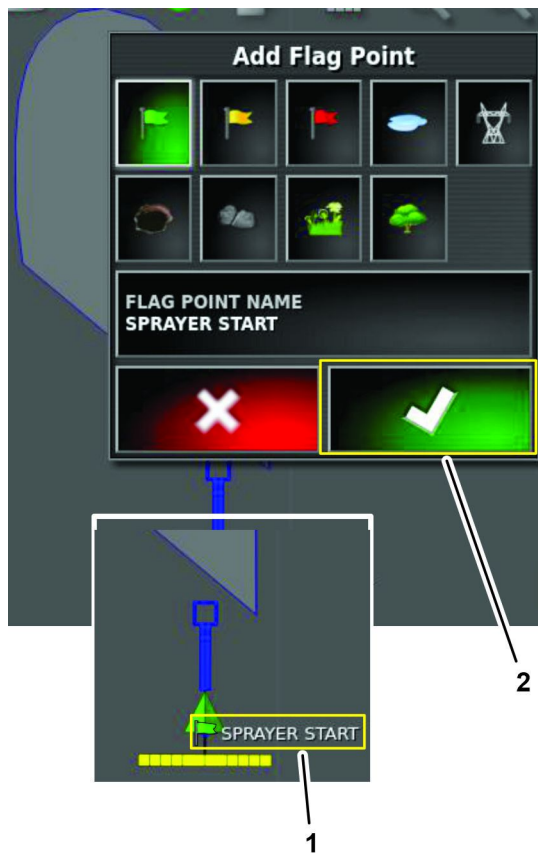 Add Flag Point
FLAG POINT NAME
SPRAYER START
2
SPRAYER START
1